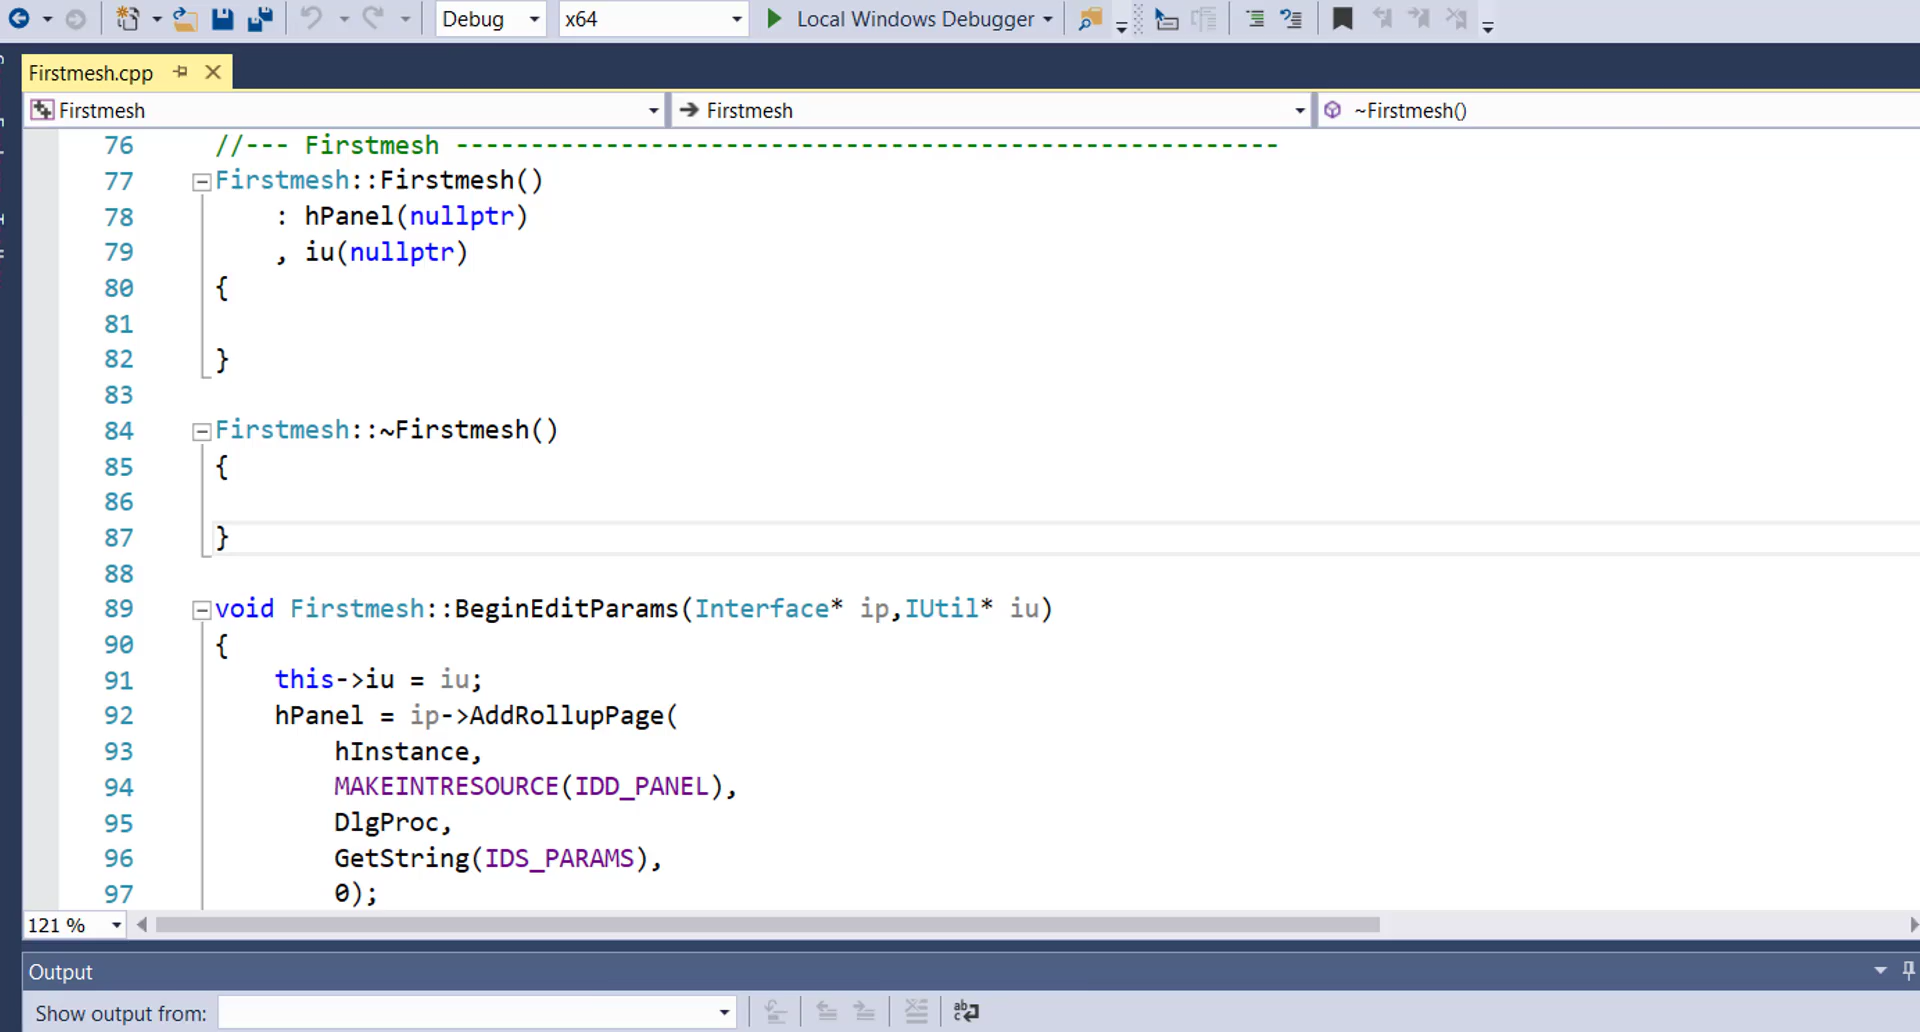 Debug x64 Local Windows Debugger
Firstmesh.cpp
Firstmesh Firstmesh ~Firstmesh()
76 //--- Firstmesh -------------------------------------------------------
77 Firstmesh::Firstmesh()
78 : hPanel(nullptr)
79 , iu(nullptr)
80 {
81
82 }
83
84 Firstmesh::~Firstmesh()
85 {
86
87 }
88
89 void Firstmesh::BeginEditParams(Interface* ip,IUtil* iu)
90 {
91 this->iu = iu;
92 hPanel = ip->AddRollupPage(
93 hInstance,
94 MAKEINTRESOURCE(IDD_PANEL),
95 DlgProc,
96 GetString(IDS_PARAMS),
97 0);
121 %
Output
Show output from: